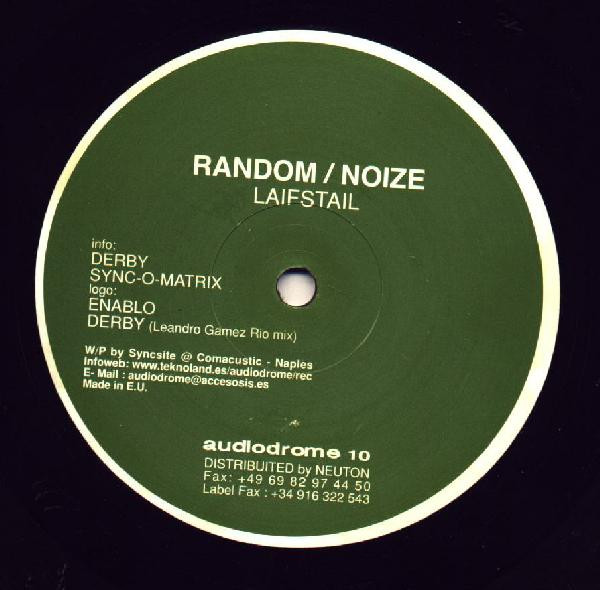 RANDOM / NOIZE
LAIFSTAIL
info:
DERBY
SYNC-O-MATRIX
logo:
ENABLO
DERBY (Leandro Gamez Rio mix)
W/P by Syncsite @ Comacustic - Naples
Infoweb: www.teknoland.es/audiodrome/rec
E- Mail : audiodrome@accesosis.es
Made in E.U.
audiodrome 10
DISTRIBUITED by NEUTON
Fax: +49 69 82 97 44 50
Label Fax : +34 916 322 543